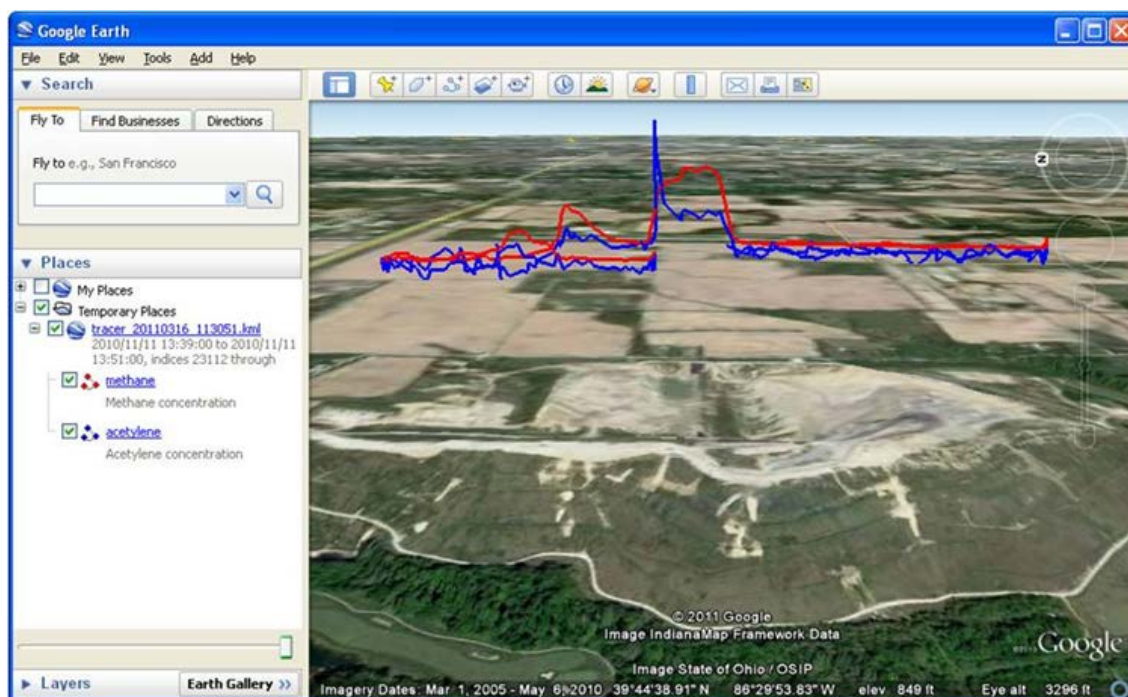 Google Earth
File Edit View Tools Add Help
Search
Fly To Find Businesses Directions
Fly to e.g., San Francisco
Places
My Places
Temporary Places
tracer_20110316_113051.kml
2010/11/11 13:39:00 to 2010/11/11
13:51:00, indices 23112 through
methane
Methane concentration
acetylene
Acetylene concentration
Layers
Earth Gallery >>
N
© 2011 Google
Image IndianaMap Framework Data
Image State of Ohio / OSIP
Google
Imagery Dates: Mar 1, 2005 - May 6, 2010 39°44'38.91" N 86°29'53.83" W elev 849 ft Eye alt 3296 ft